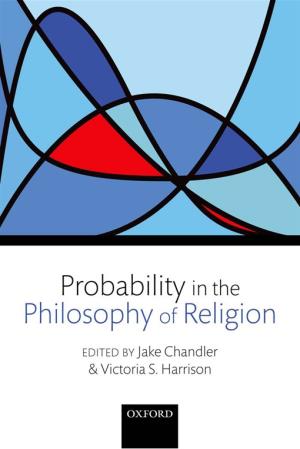 Probability in the
Philosophy of Religion
EDITED BY Jake Chandler
& Victoria S. Harrison
OXFORD